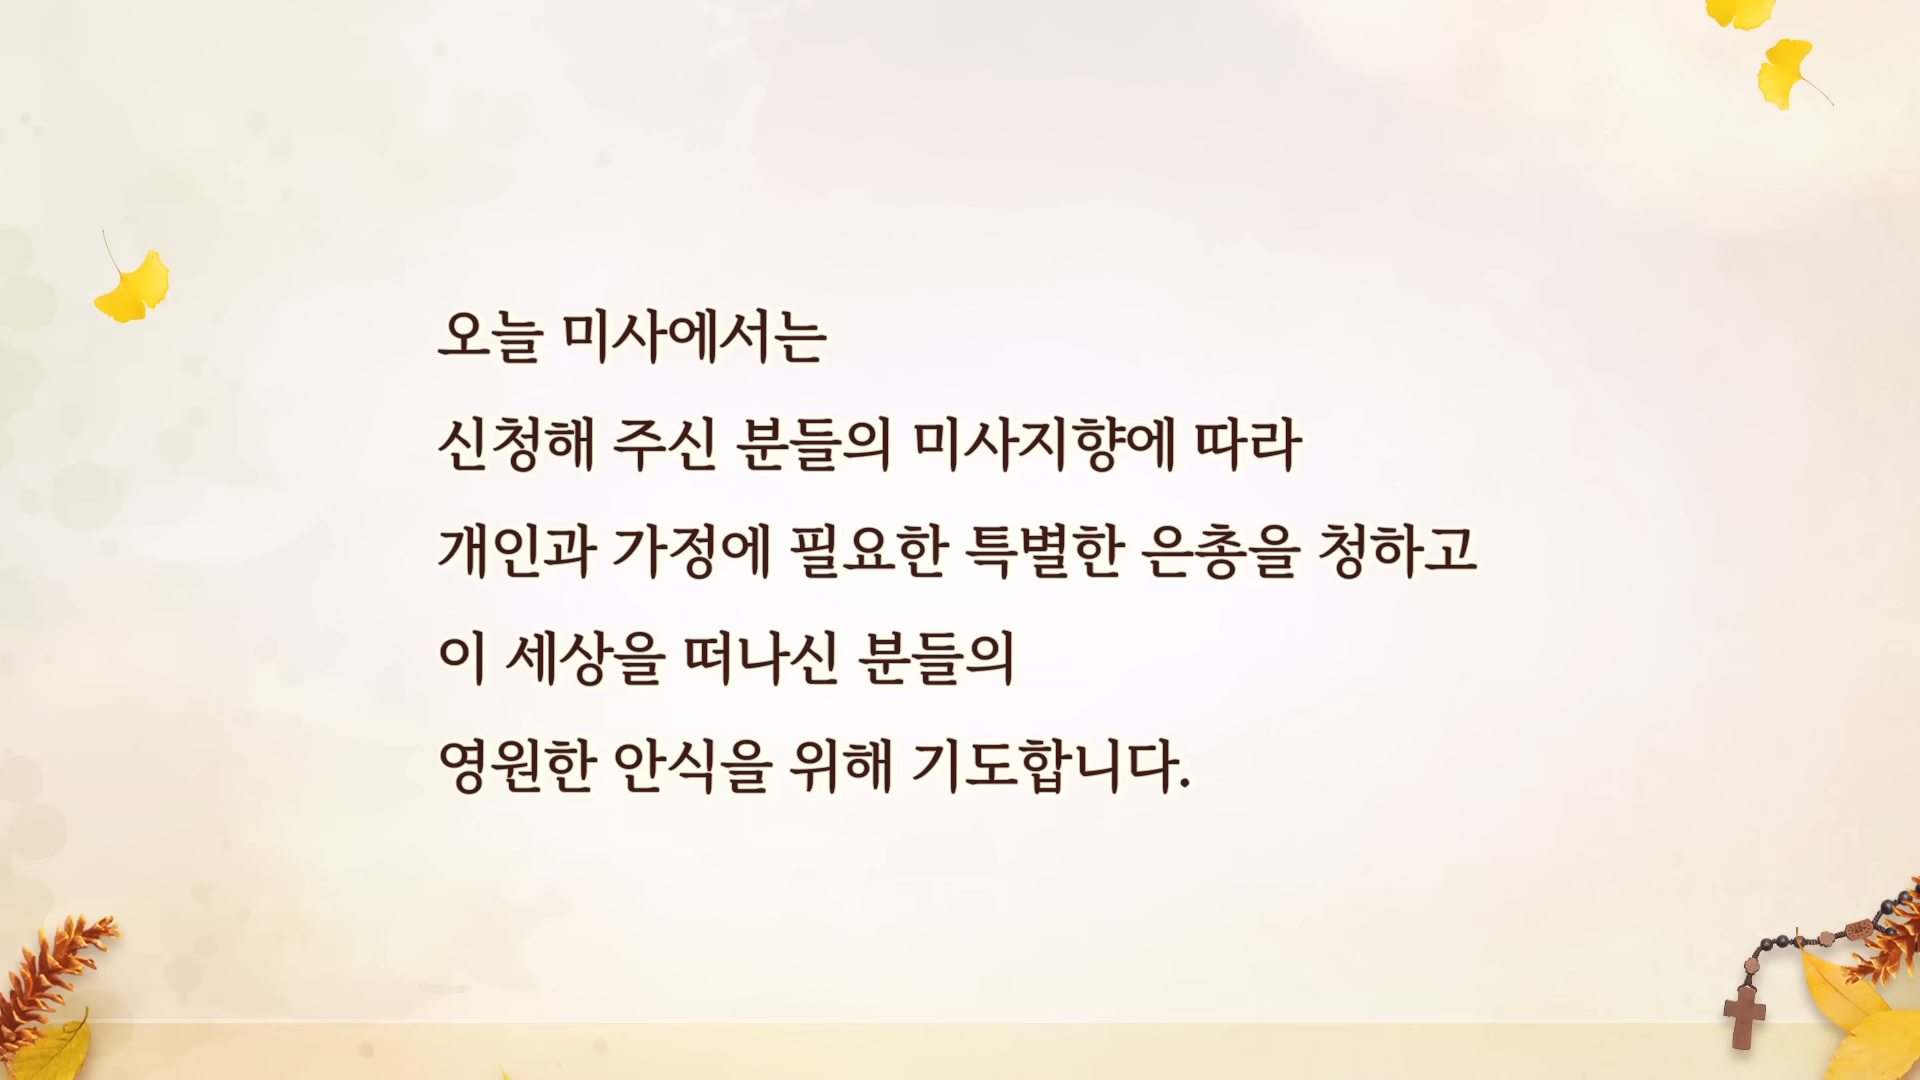 오늘 미사에서는
신청해 주신 분들의 미사지향에 따라
개인과 가정에 필요한 특별한 은총을 청하고
이 세상을 떠나신 분들의
영원한 안식을 위해 기도합니다.